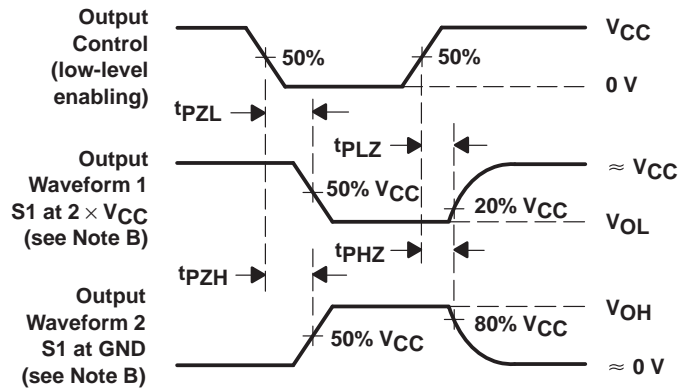 Output
Control
(low-level
enabling)
50%
50%
VCC
0 V
tPZL
tPLZ
Output
Waveform 1
S1 at 2 × VCC
(see Note B)
50% VCC
20% VCC
≈ VCC
VOL
tPZH
tPHZ
Output
Waveform 2
S1 at GND
(see Note B)
50% VCC
80% VCC
VOH
≈ 0 V